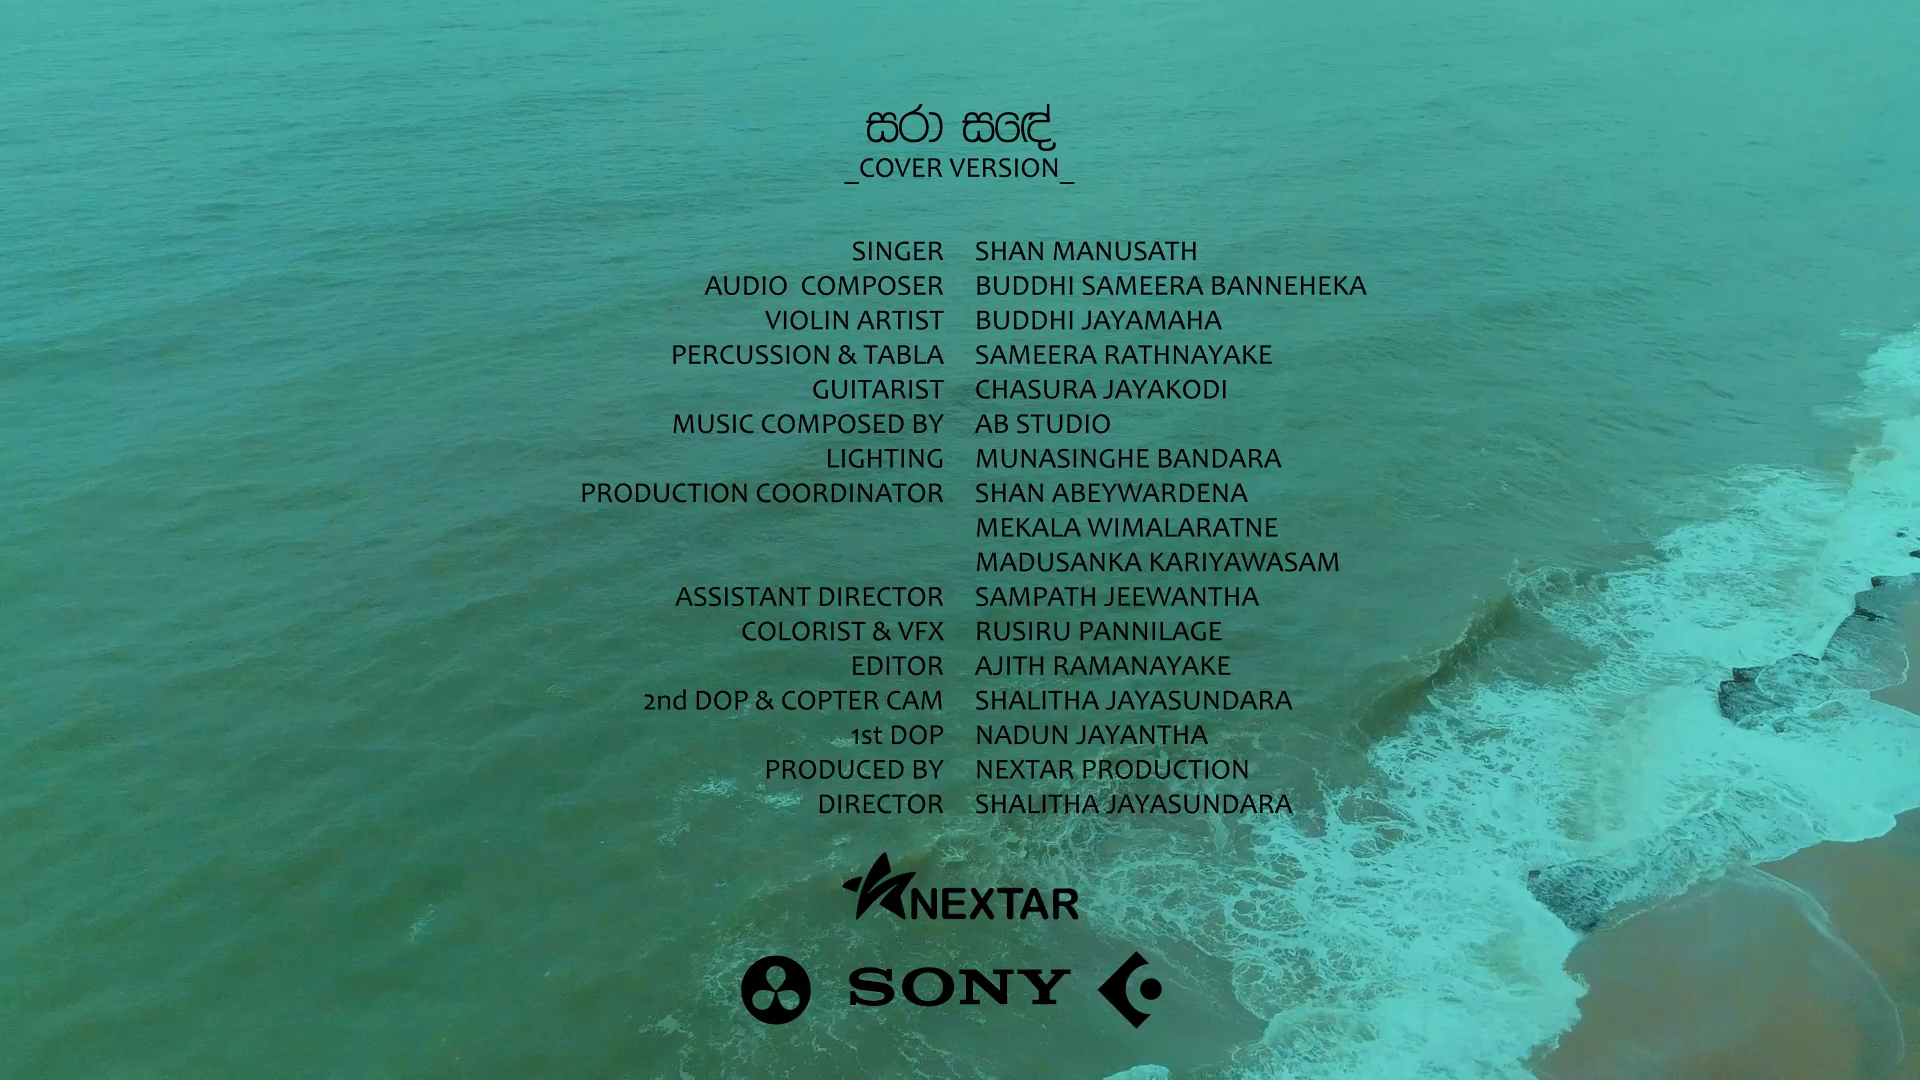 සරා සඳේ
_COVER VERSION_
SINGER SHAN MANUSATH
AUDIO COMPOSER BUDDHI SAMEERA BANNEHEKA
VIOLIN ARTIST BUDDHI JAYAMAHA
PERCUSSION & TABLA SAMEERA RATHNAYAKE
GUITARIST CHASURA JAYAKODI
MUSIC COMPOSED BY AB STUDIO
LIGHTING MUNASINGHE BANDARA
PRODUCTION COORDINATOR SHAN ABEYWARDENA
MEKALA WIMALARATNE
MADUSANKA KARIYAWASAM
ASSISTANT DIRECTOR SAMPATH JEEWANTHA
COLORIST & VFX RUSIRU PANNILAGE
EDITOR AJITH RAMANAYAKE
2nd DOP & COPTER CAM SHALITHA JAYASUNDARA
1st DOP NADUN JAYANTHA
PRODUCED BY NEXTAR PRODUCTION
DIRECTOR SHALITHA JAYASUNDARA
NEXTAR
SONY